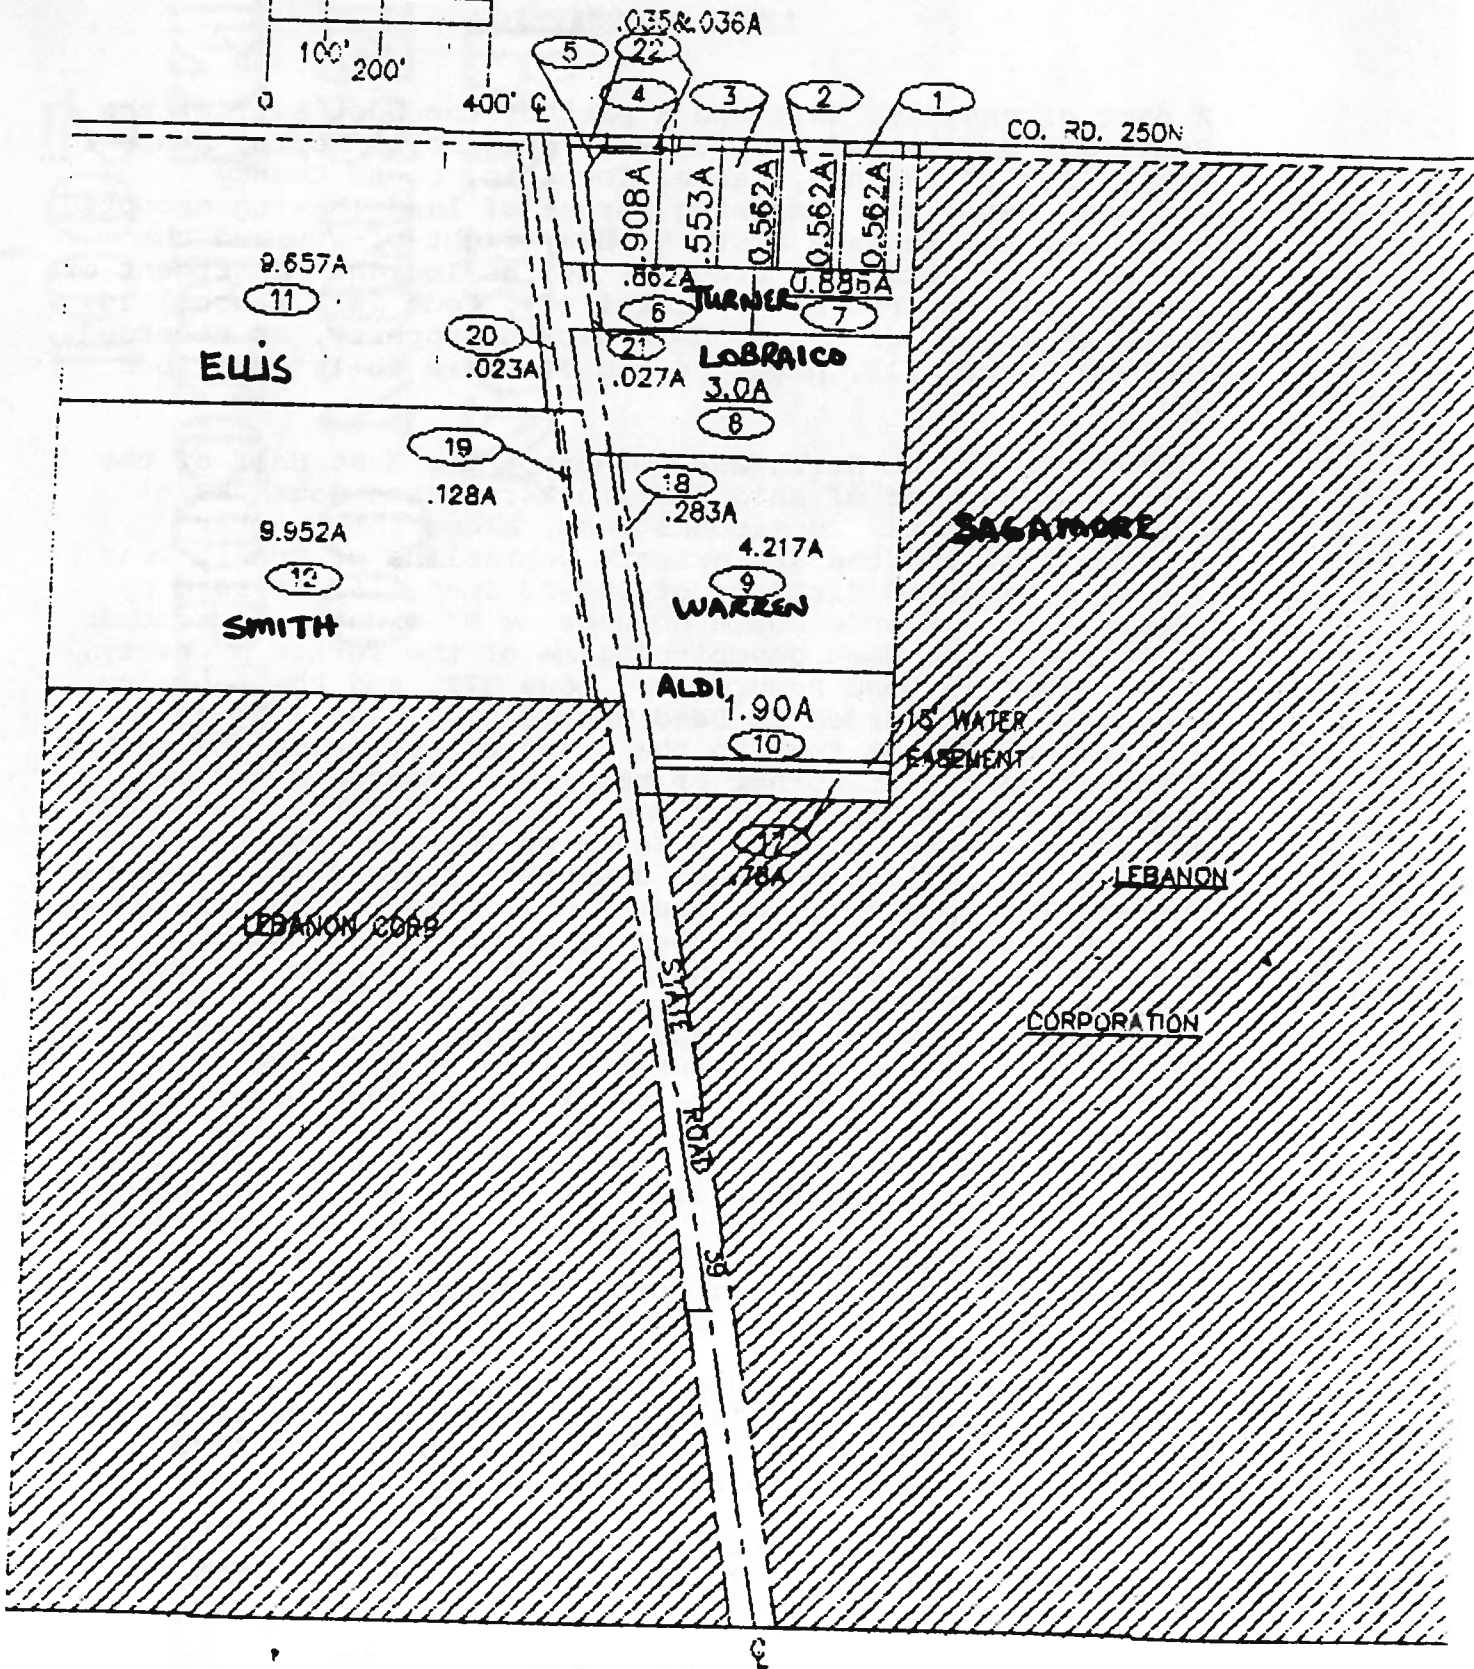 .035&.036A
5
22
100'
200'
0
400'
℄
4
3
2
1
CO. RD. 250N
.908A
.553A
0.562A
0.562A
0.562A
9.657A
11
.862A
0.886A
TURNER
6
7
20
21
ELLIS
.023A
.027A
LOBRAICO
3.0A
8
19
18
.128A
.283A
9.952A
4.217A
SAGAMORE
12
9
SMITH
WARREN
ALDI
1.90A
10
15' WATER
EASEMENT
17
.78A
LEBANON
LEBANON CORP
STATE
ROAD
39
CORPORATION
℄